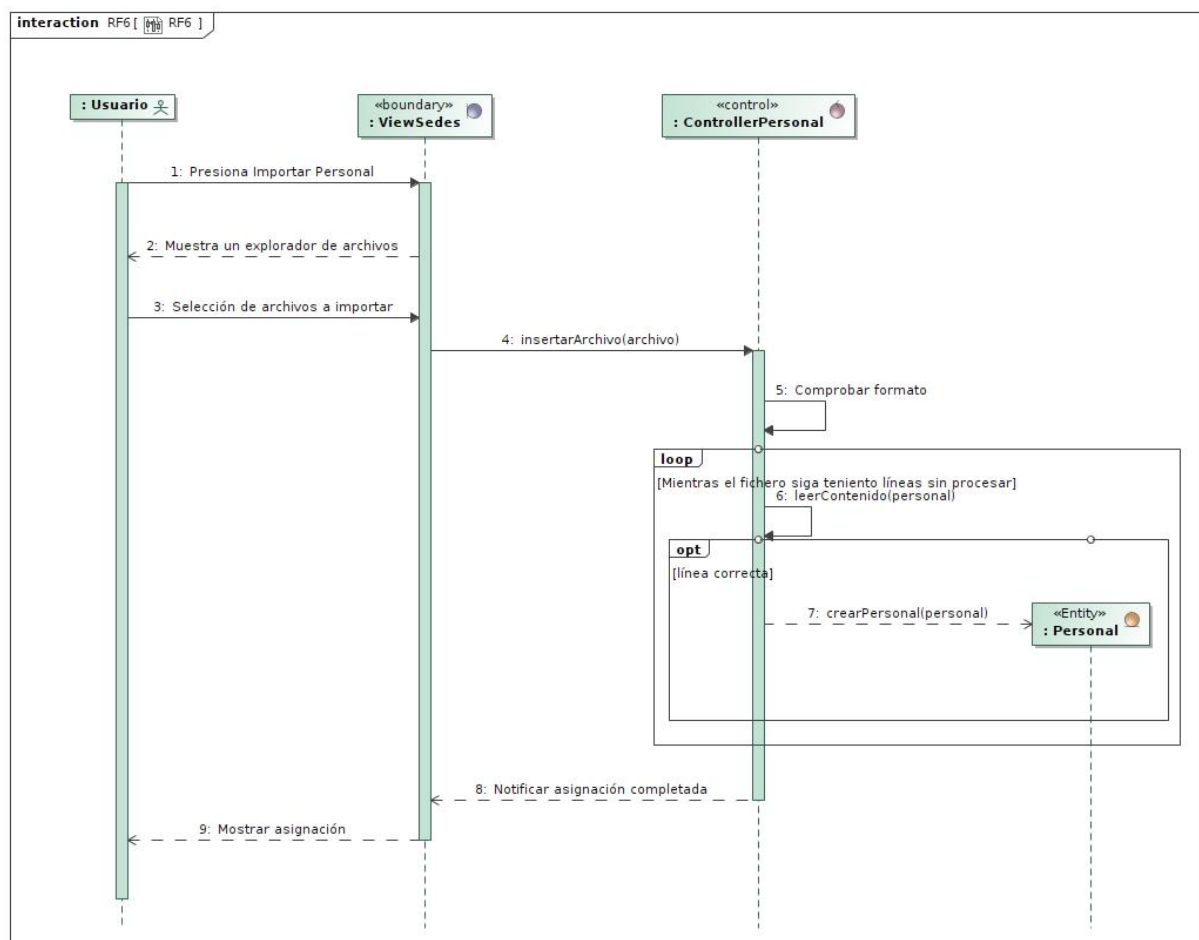 interaction RF6 [ RF6 ]
: Usuario
«boundary»
: ViewSedes
«control»
: ControllerPersonal
1: Presiona Importar Personal
2: Muestra un explorador de archivos
3: Selección de archivos a importar
4: insertarArchivo(archivo)
5: Comprobar formato
loop
[Mientras el fichero siga teniento líneas sin procesar]
6: leerContenido(personal)
opt
[línea correcta]
7: crearPersonal(personal)
«Entity»
: Personal
8: Notificar asignación completada
9: Mostrar asignación